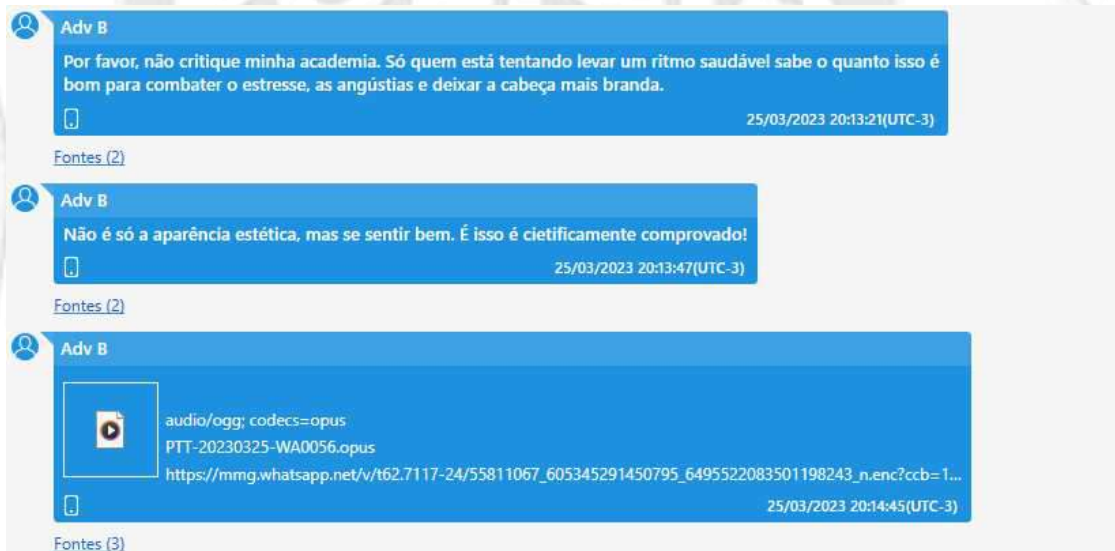 Adv B
Por favor, não critique minha academia. Só quem está tentando levar um ritmo saudável sabe o quanto isso é
bom para combater o estresse, as angústias e deixar a cabeça mais branda.
25/03/2023 20:13:21(UTC-3)
Fontes (2)
Adv B
Não é só a aparência estética, mas se sentir bem. É isso é cietificamente comprovado!
25/03/2023 20:13:47(UTC-3)
Fontes (2)
Adv B
audio/ogg; codecs=opus
PTT-20230325-WA0056.opus
https://mmg.whatsapp.net/v/t62.7117-24/55811067_605345291450795_6495522083501198243_n.enc?ccb=1...
25/03/2023 20:14:45(UTC-3)
Fontes (3)